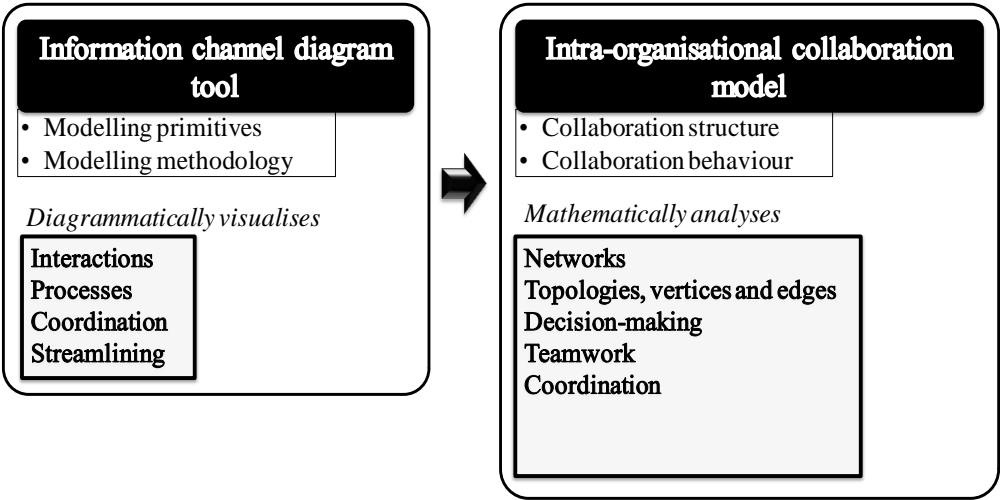 Information channel diagram
tool
• Modelling primitives
• Modelling methodology
Diagrammatically visualises
Interactions
Processes
Coordination
Streamlining
Intra-organisational collaboration
model
• Collaboration structure
• Collaboration behaviour
Mathematically analyses
Networks
Topologies, vertices and edges
Decision-making
Teamwork
Coordination